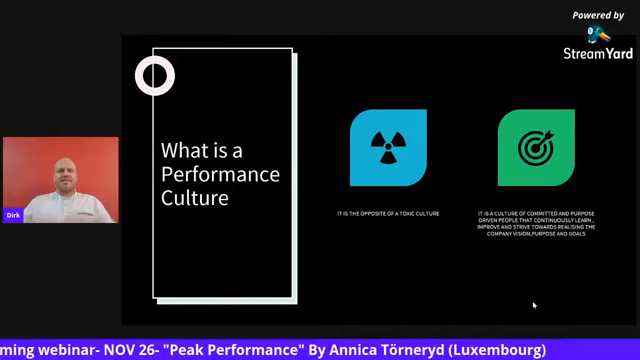 Powered by
StreamYard
What is a
Performance
Culture
IT IS THE OPPOSITE OF A TOXIC CULTURE
IT IS A CULTURE OF COMMITTED AND PURPOSE
DRIVEN PEOPLE THAT CONTINUOUSLY LEARN ,
IMPROVE AND STRIVE TOWARDS REALISING THE
COMPANY VISION,PURPOSE AND GOALS
Dirk
ming webinar- NOV 26- "Peak Performance" By Annica Törneryd (Luxembourg)